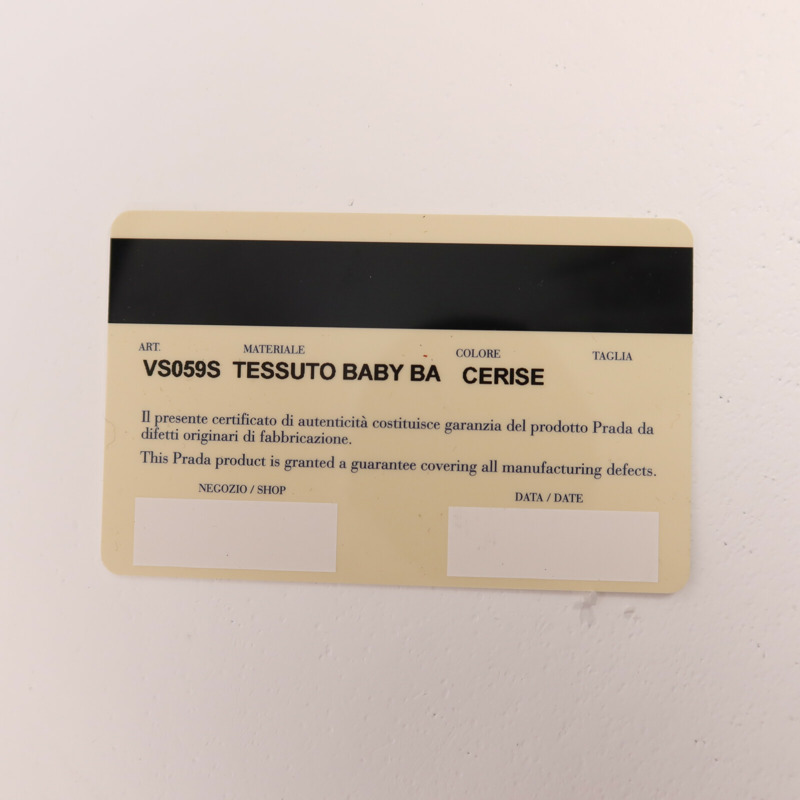 ART. MATERIALE COLORE TAGLIA
VS059S TESSUTO BABY BA CERISE
Il presente certificato di autenticità costituisce garanzia del prodotto Prada da
difetti originari di fabbricazione.
This Prada product is granted a guarantee covering all manufacturing defects.
NEGOZIO / SHOP DATA / DATE